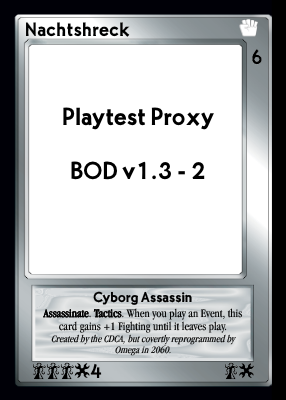 Nachtshreck
6
Playtest Proxy
BOD v1.3 - 2
Cyborg Assassin
Assassinate. Tactics. When you play an Event, this
card gains +1 Fighting until it leaves play.
Created by the CDCA, but covertly reprogrammed by
Omega in 2060.
4